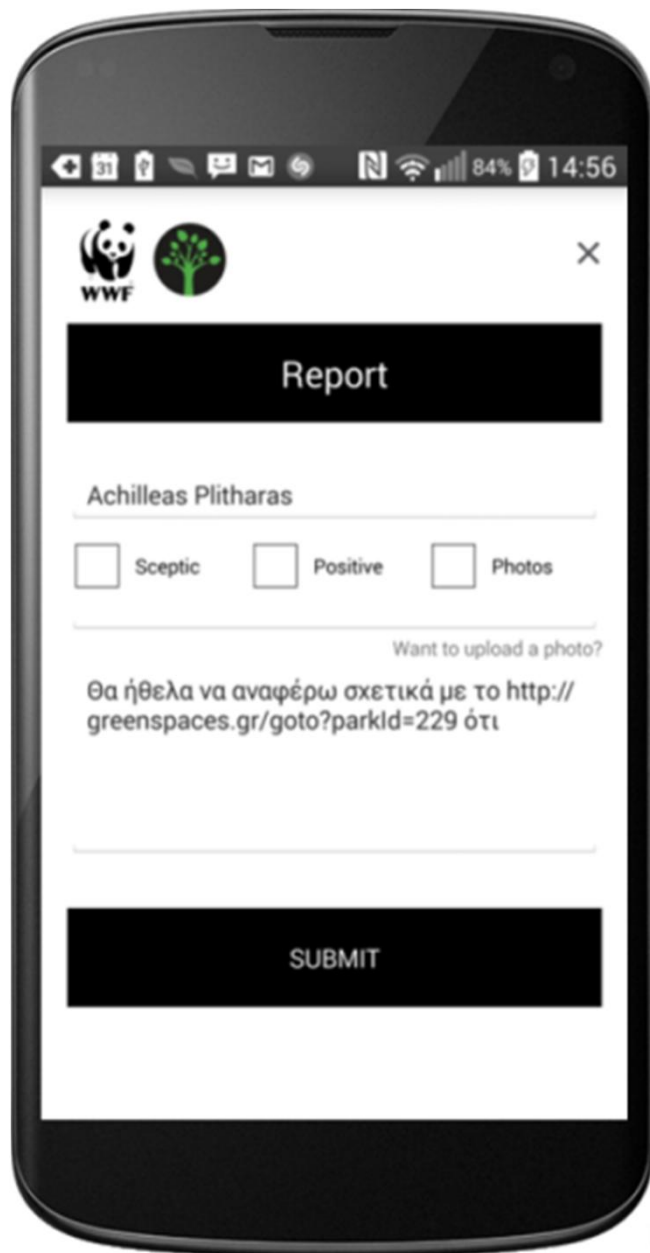 31
84% 14:56
WWF
Report
Achilleas Plitharas
Sceptic Positive Photos
Want to upload a photo?
Θα ήθελα να αναφέρω σχετικά με το http://
greenspaces.gr/goto?parkId=229 ότι
SUBMIT